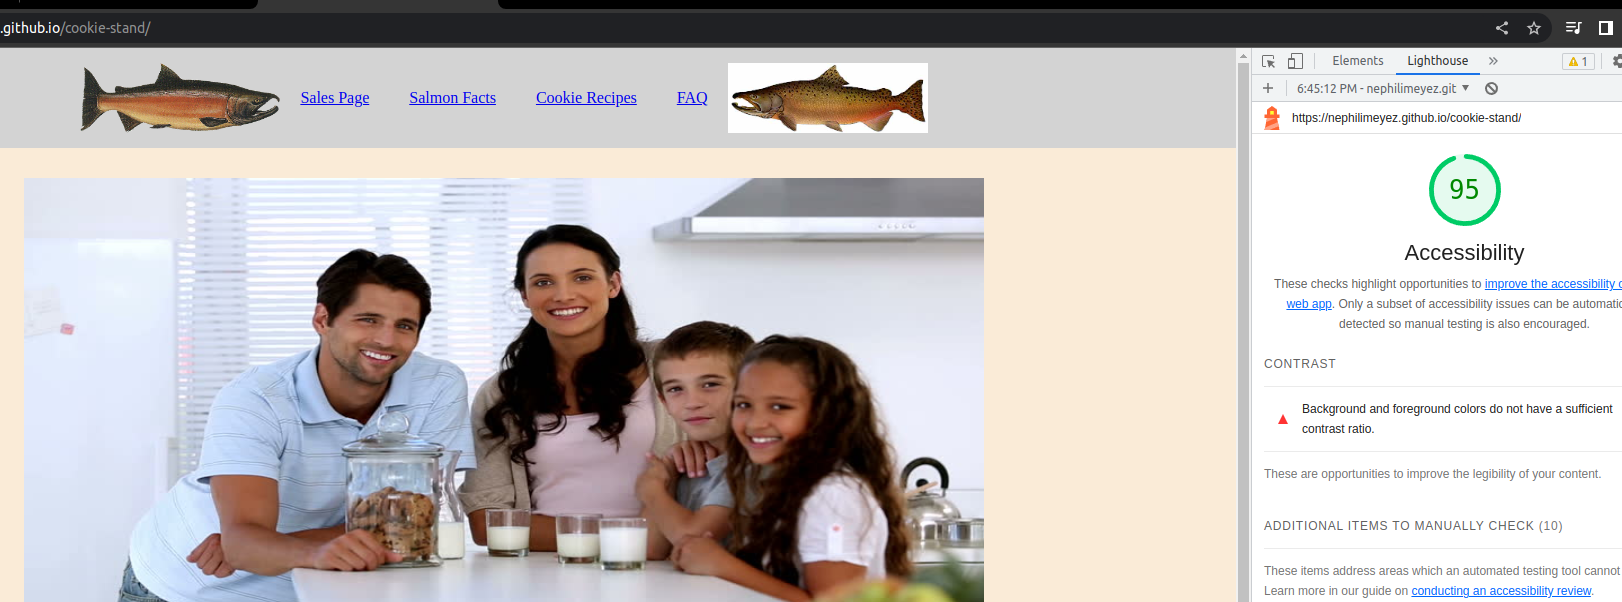 .github.io/cookie-stand/
Sales Page Salmon Facts Cookie Recipes FAQ
Elements Lighthouse » 1
6:45:12 PM - nephilimeyez.git
https://nephilimeyez.github.io/cookie-stand/
95
Accessibility
These checks highlight opportunities to improve the accessibility
web app. Only a subset of accessibility issues can be
detected so manual testing is also encouraged.
CONTRAST
Background and foreground colors do not have a sufficient
contrast ratio.
These are opportunities to improve the legibility of your content.
ADDITIONAL ITEMS TO MANUALLY CHECK (10)
These items address areas which an automated testing tool cannot
Learn more in our guide on conducting an accessibility review.